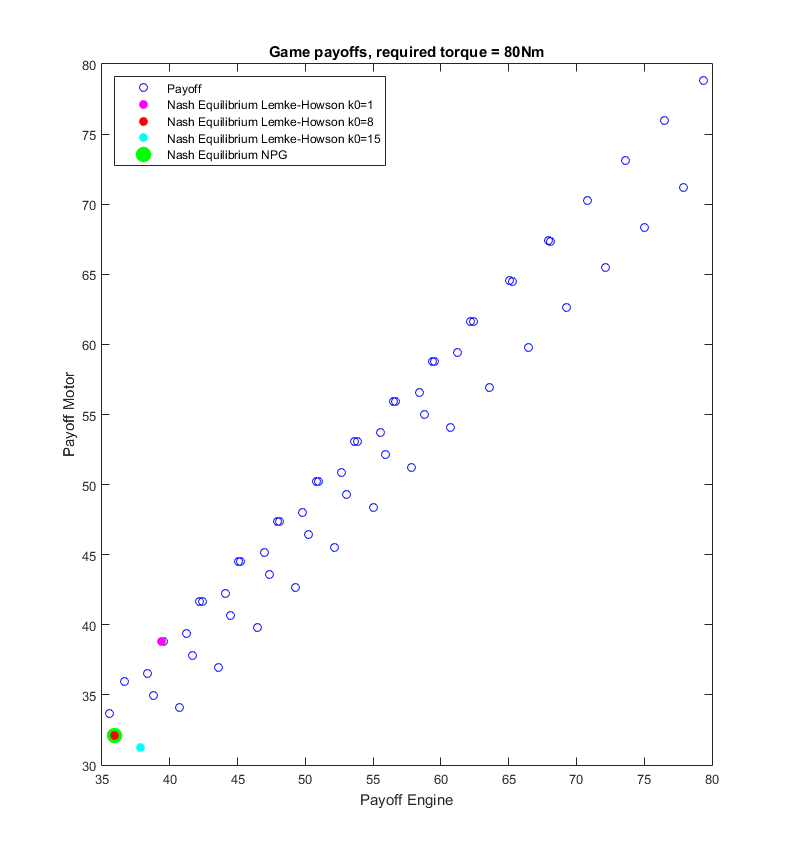 Game payoffs, required torque = 80Nm
Payoff
Nash Equilibrium Lemke-Howson k0=1
Nash Equilibrium Lemke-Howson k0=8
Nash Equilibrium Lemke-Howson k0=15
Nash Equilibrium NPG
80
75
70
65
60
55
50
45
40
35
30
Payoff Motor
35 40 45 50 55 60 65 70 75 80
Payoff Engine